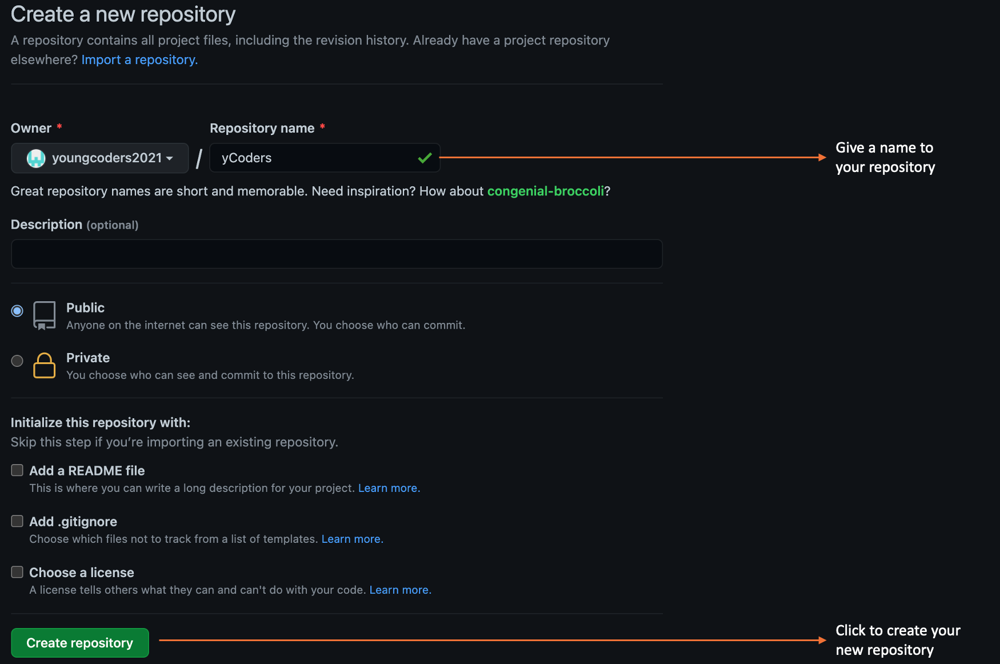 Create a new repository
A repository contains all project files, including the revision history. Already have a project repository
elsewhere? Import a repository.
Owner *
Repository name *
youngcoders2021 / yCoders
Give a name to
your repository
Great repository names are short and memorable. Need inspiration? How about congenial-broccoli?
Description (optional)
Public
Anyone on the internet can see this repository. You choose who can commit.
Private
You choose who can see and commit to this repository.
Initialize this repository with:
Skip this step if you’re importing an existing repository.
Add a README file
This is where you can write a long description for your project. Learn more.
Add .gitignore
Choose which files not to track from a list of templates. Learn more.
Choose a license
A license tells others what they can and can't do with your code. Learn more.
Create repository
Click to create your
new repository